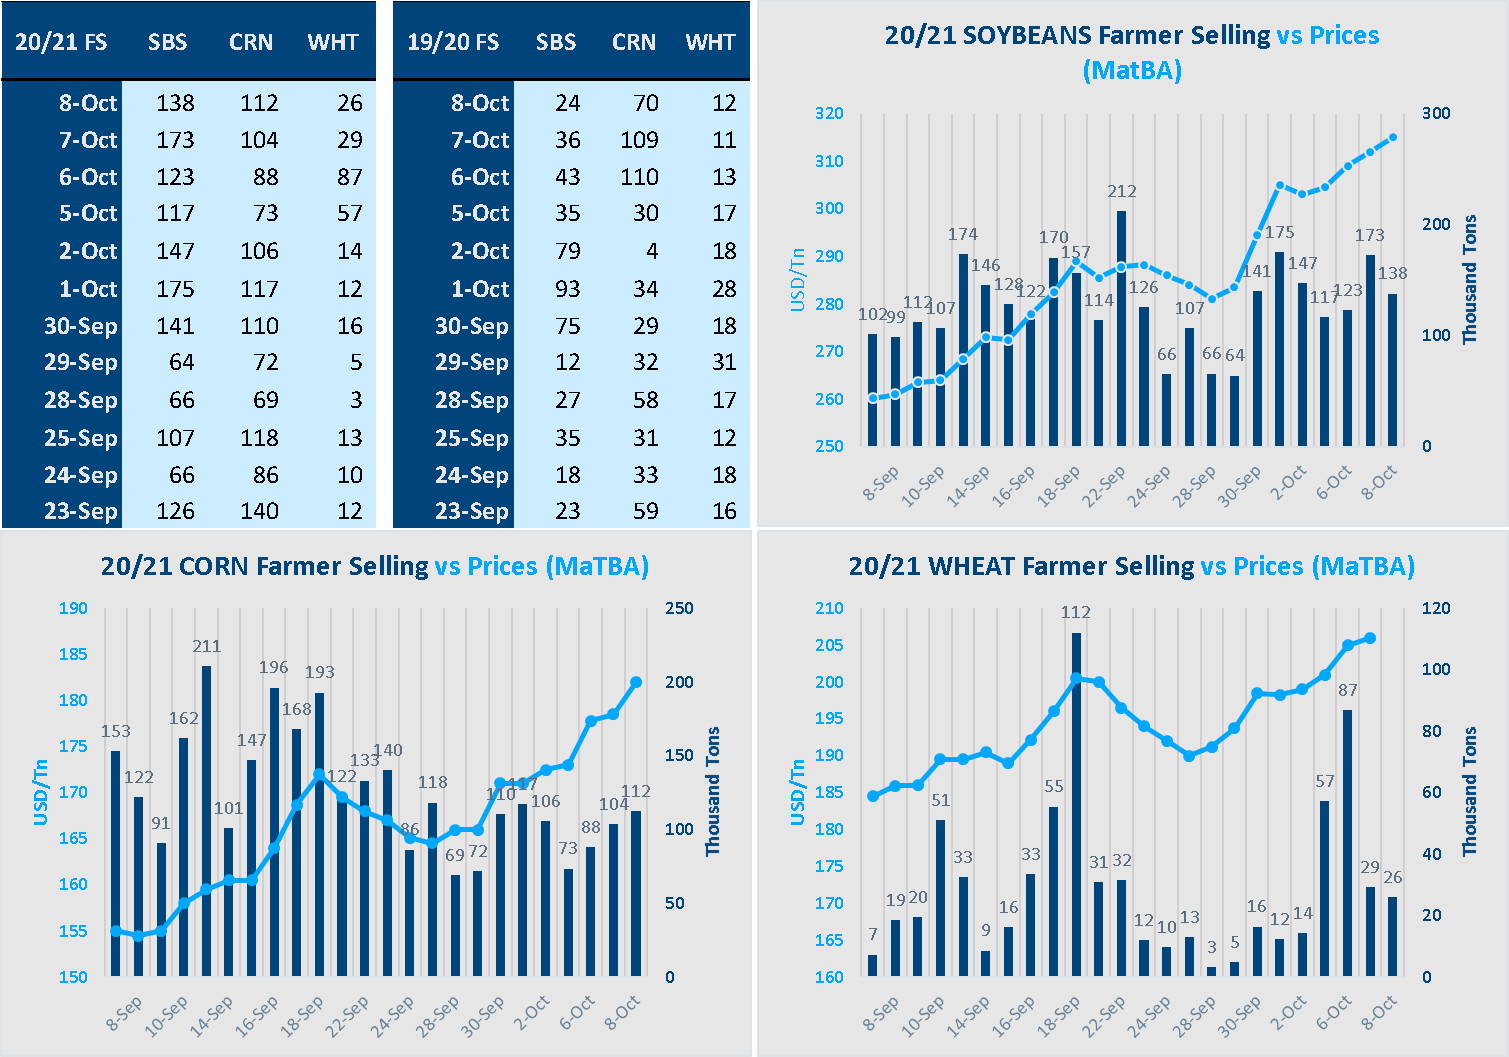 20/21 FS SBS CRN WHT
8-Oct 138 112 26
7-Oct 173 104 29
6-Oct 123 88 87
5-Oct 117 73 57
2-Oct 147 106 14
1-Oct 175 117 12
30-Sep 141 110 16
29-Sep 64 72 5
28-Sep 66 69 3
25-Sep 107 118 13
24-Sep 66 86 10
23-Sep 126 140 12
19/20 FS SBS CRN WHT
8-Oct 24 70 12
7-Oct 36 109 11
6-Oct 43 110 13
5-Oct 35 30 17
2-Oct 79 4 18
1-Oct 93 34 28
30-Sep 75 29 18
29-Sep 12 32 31
28-Sep 27 58 17
25-Sep 35 31 12
24-Sep 18 33 18
23-Sep 23 59 16
20/21 SOYBEANS Farmer Selling vs Prices
(MatBA)
USD/Tn
320
310
300
290
280
270
260
250
102 99 112 107 174 146 128 122 170 157 114 212 126 66 107 66 64 141 175 147 117 123 173 138
300
200
100
0
Thousand Tons
8-Sep 10-Sep 14-Sep 16-Sep 18-Sep 22-Sep 24-Sep 28-Sep 30-Sep 2-Oct 6-Oct 8-Oct
20/21 CORN Farmer Selling vs Prices (MaTBA)
USD/Tn
190
185
180
175
170
165
160
155
150
153 122 91 162 211 101 147 196 168 193 122 133 140 86 118 69 72 110 117 106 73 88 104 112
250
200
150
100
50
0
Thousand Tons
8-Sep 10-Sep 14-Sep 16-Sep 18-Sep 22-Sep 24-Sep 28-Sep 30-Sep 2-Oct 6-Oct 8-Oct
20/21 WHEAT Farmer Selling vs Prices (MaTBA)
USD/Tn
210
205
200
195
190
185
180
175
170
165
160
7 19 20 51 33 9 16 33 55 112 31 32 12 10 13 3 5 16 12 14 57 87 29 26
120
100
80
60
40
20
0
Thousand Tons
8-Sep 10-Sep 14-Sep 16-Sep 18-Sep 22-Sep 24-Sep 28-Sep 30-Sep 2-Oct 6-Oct 8-Oct